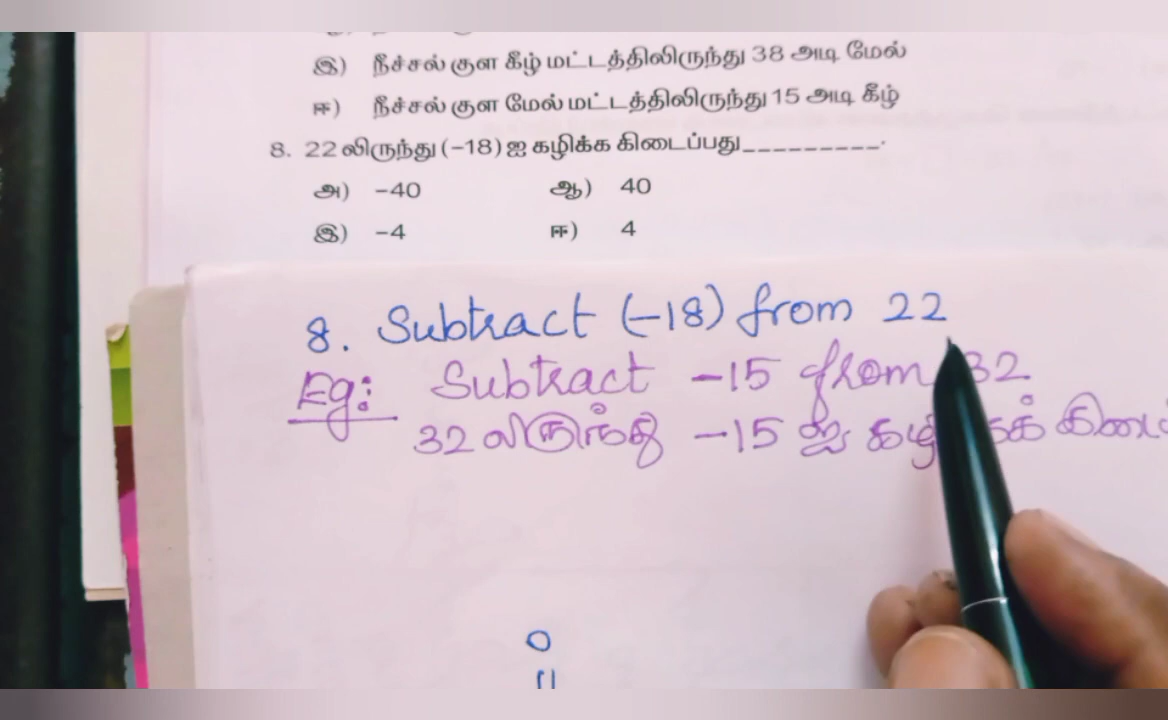 இ) நீச்சல் குள கீழ் மட்டத்திலிருந்து 38 அடி மேல்
ஈ) நீச்சல் குள மேல் மட்டத்திலிருந்து 15 அடி கீழ்
8. 22 லிருந்து (−18) ஐ கழிக்க கிடைப்பது_________.
அ) −40 ஆ) 40
இ) −4 ஈ) 4
8. Subtract (−18) from 22
Eg: Subtract −15 from 32
32 லிருந்து −15 ஐ